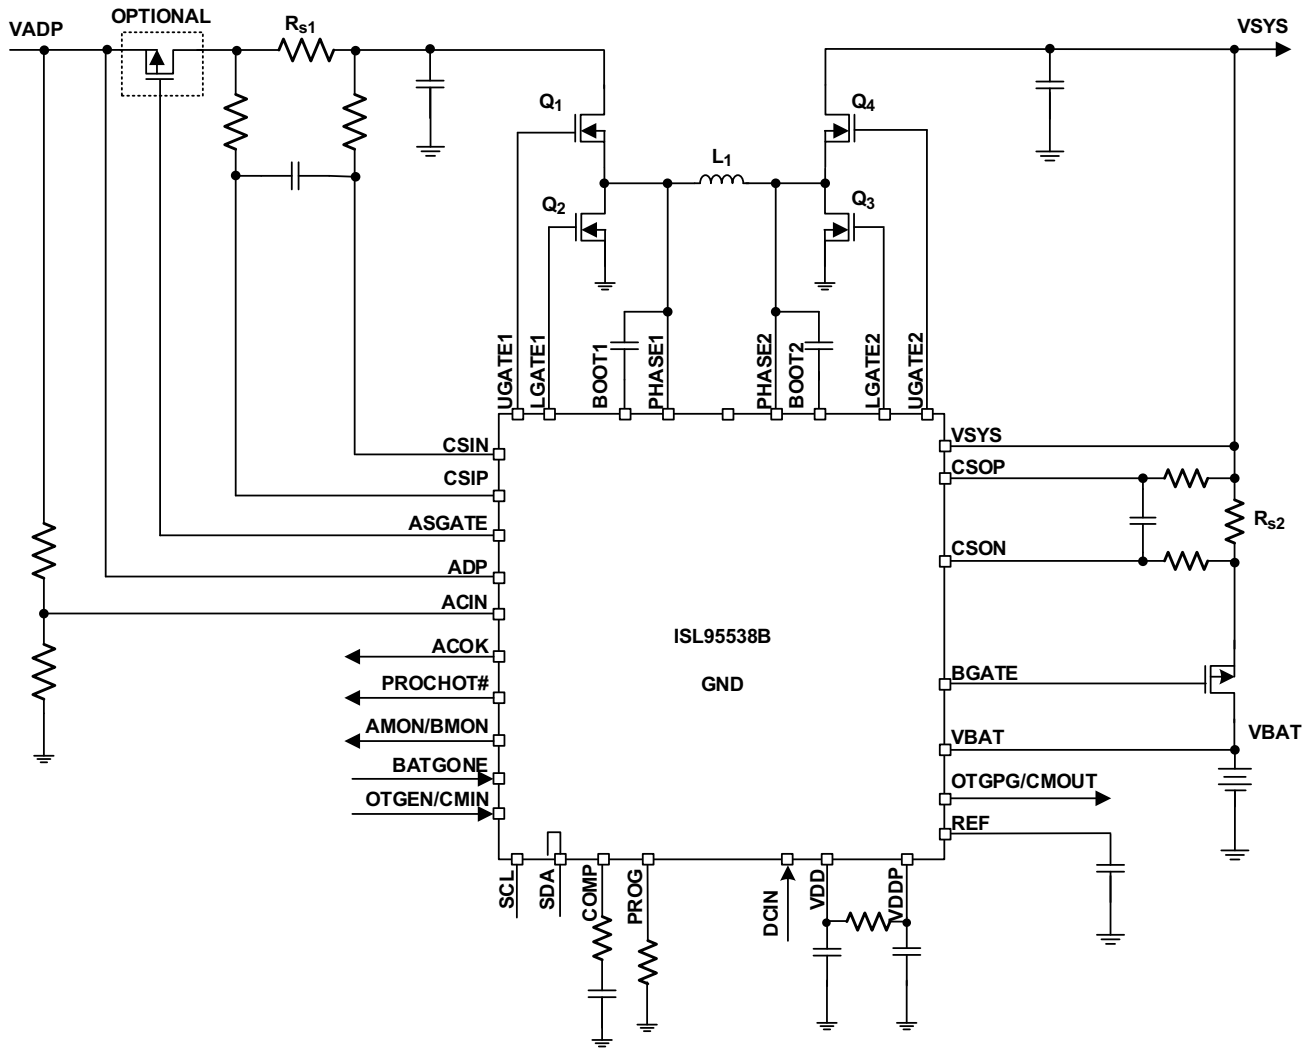 VADP
OPTIONAL
Rs1
VSYS
Q1
Q4
L1
Q2
Q3
UGATE1
LGATE1
BOOT1
PHASE1
PHASE2
BOOT2
LGATE2
UGATE2
CSIN
CSIP
ASGATE
ADP
ACIN
ACOK
PROCHOT#
AMON/BMON
BATGONE
OTGEN/CMIN
ISL95538B
GND
VSYS
CSOP
Rs2
CSON
BGATE
VBAT
VBAT
OTGPG/CMOUT
REF
SCL
SDA
COMP
PROG
DCIN
VDD
VDDP